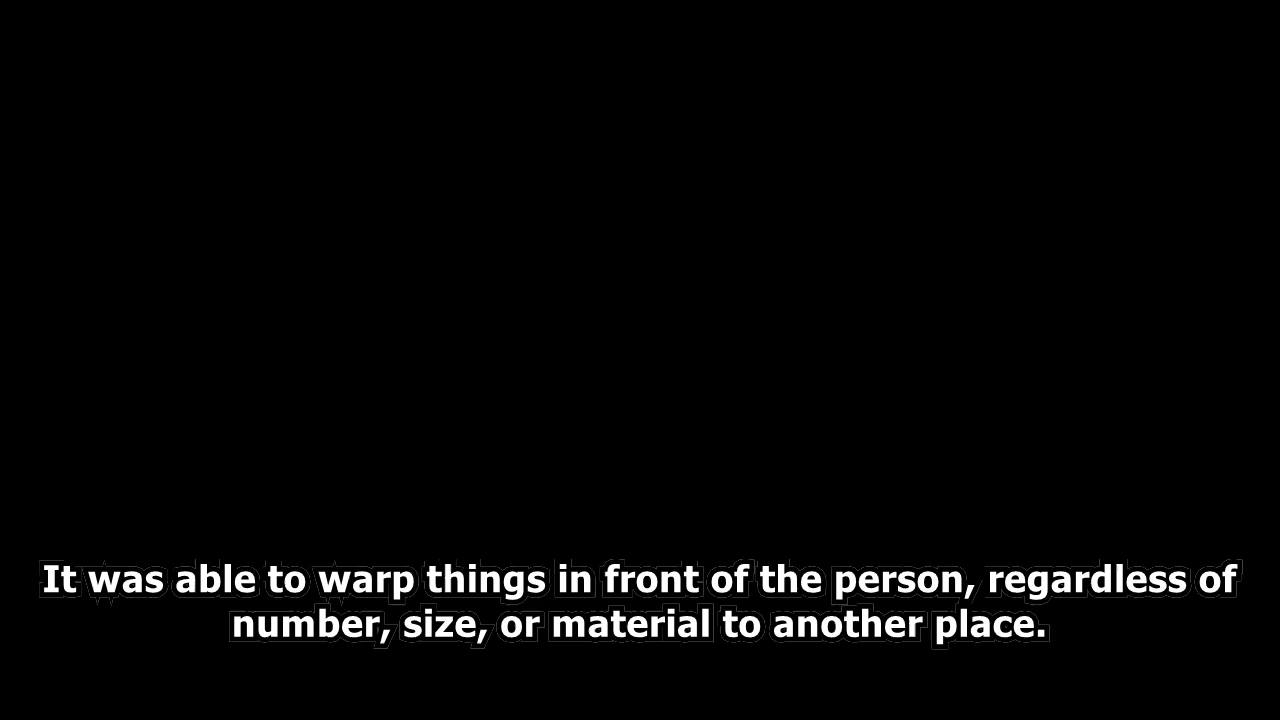 It was able to warp things in front of the person, regardless of
number, size, or material to another place.